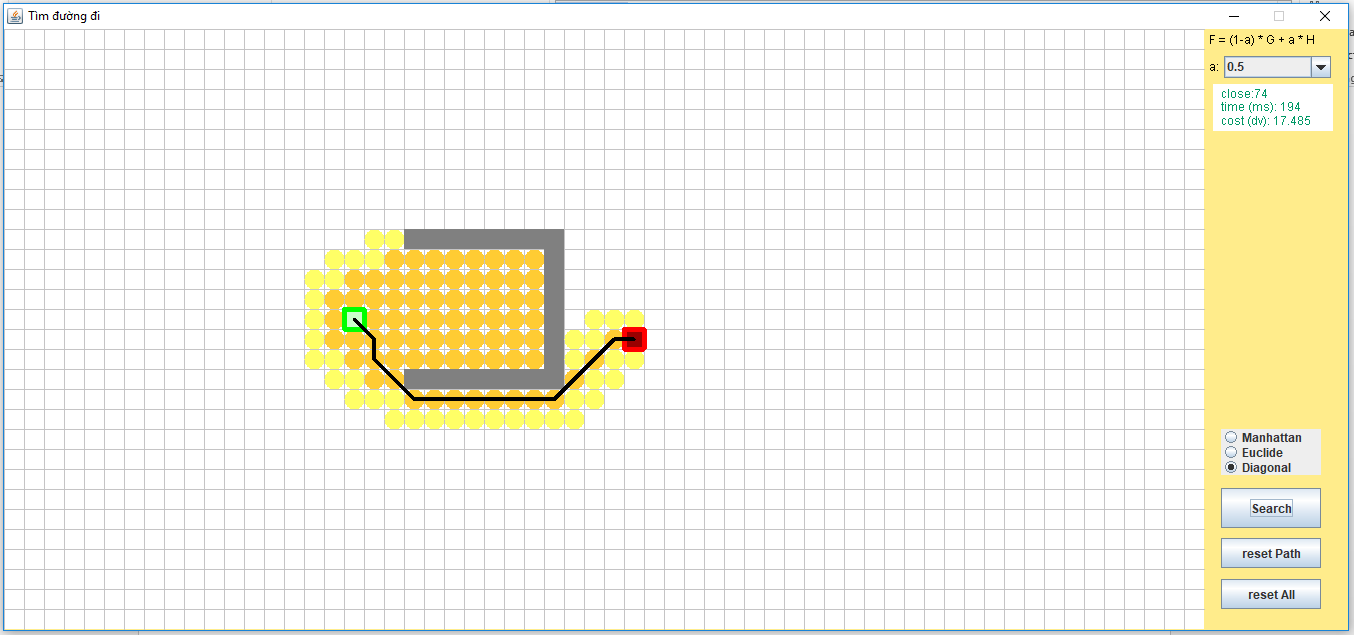 Tìm đường đi
F = (1-a) * G + a * H
a: 0.5
close:74
time (ms): 194
cost (dv): 17.485
Manhattan
Euclide
Diagonal
Search
reset Path
reset All